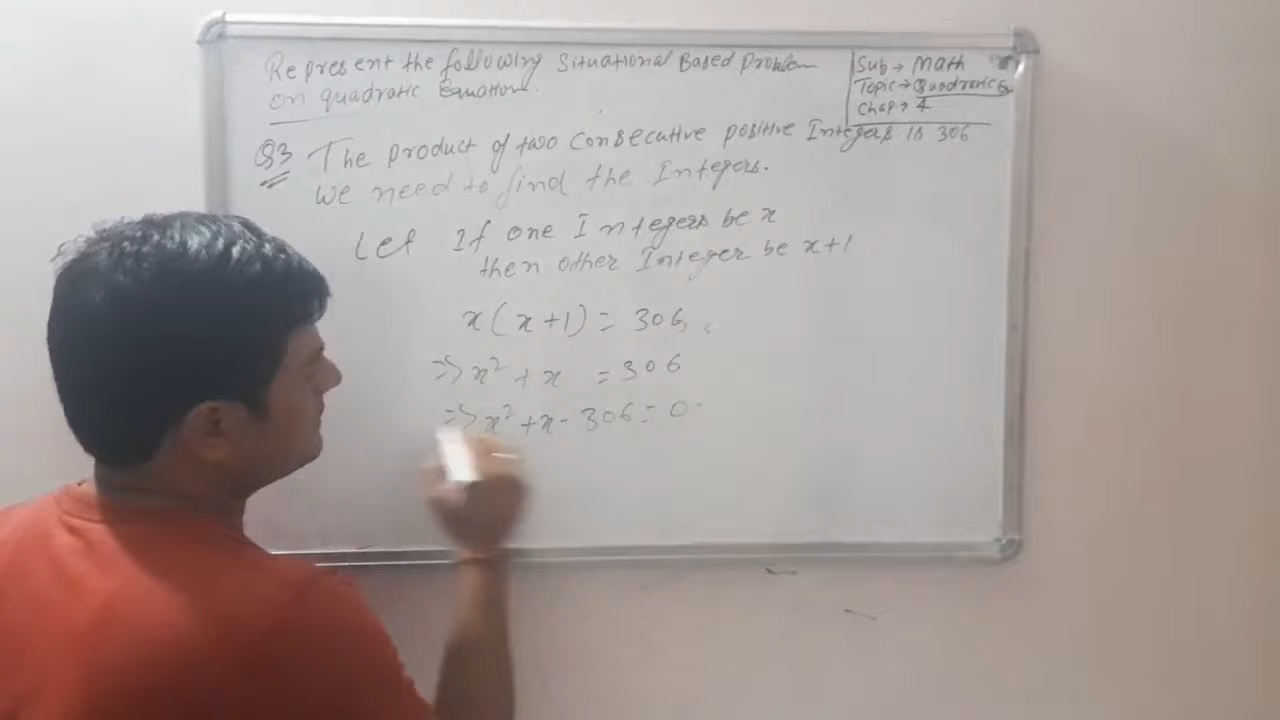 Represent the following Situational Based Problem
on quadratic Equation.
Sub → Math
Topic → Quadratic
Chap → 4
Q3 The product of two consecutive positive Integers is 306
we need to find the Integers.
Let If one Integers be x
then other Integer be x+1
x(x+1) = 306
=> x² + x = 306
=> x² + x - 306 = 0